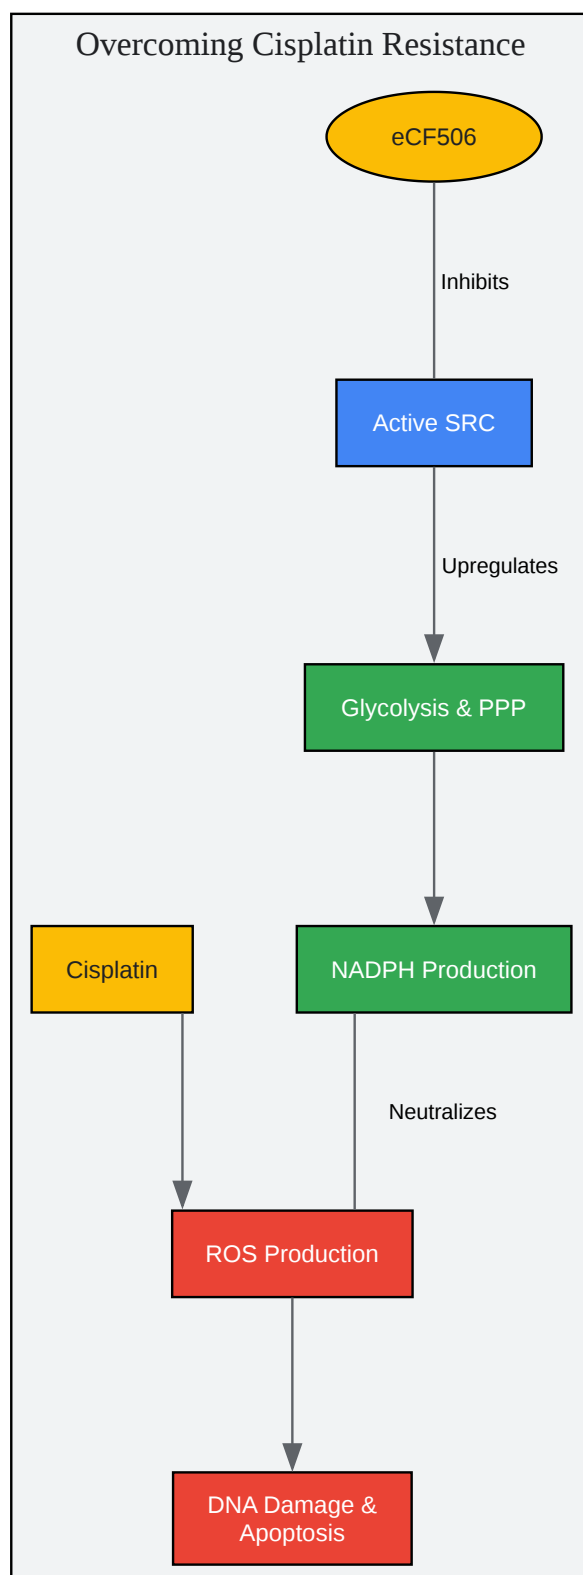 Overcoming Cisplatin Resistance
eCF506
Inhibits
Active SRC
Upregulates
Glycolysis & PPP
Cisplatin
NADPH Production
Neutralizes
ROS Production
DNA Damage &
Apoptosis